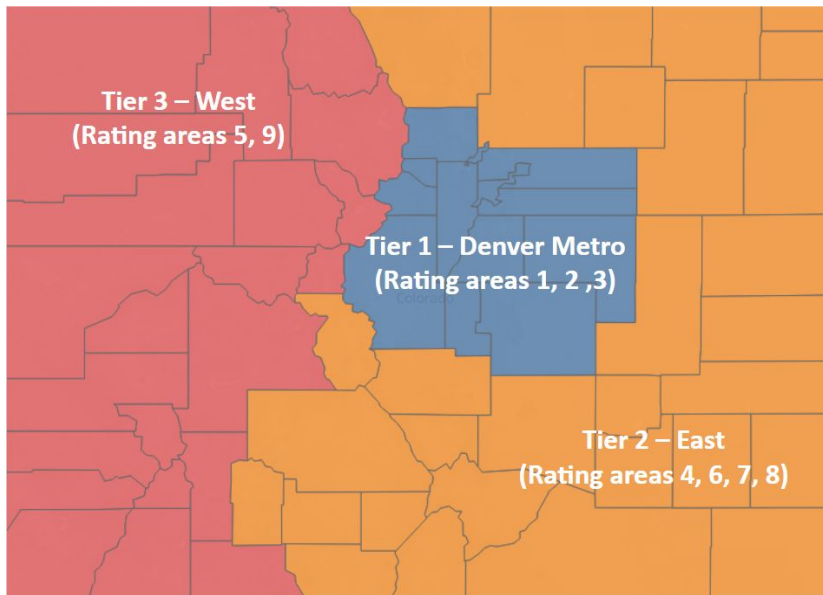 Tier 3 – West
(Rating areas 5, 9)
Tier 1 – Denver Metro
(Rating areas 1, 2 ,3)
Colorado
Tier 2 – East
(Rating areas 4, 6, 7, 8)